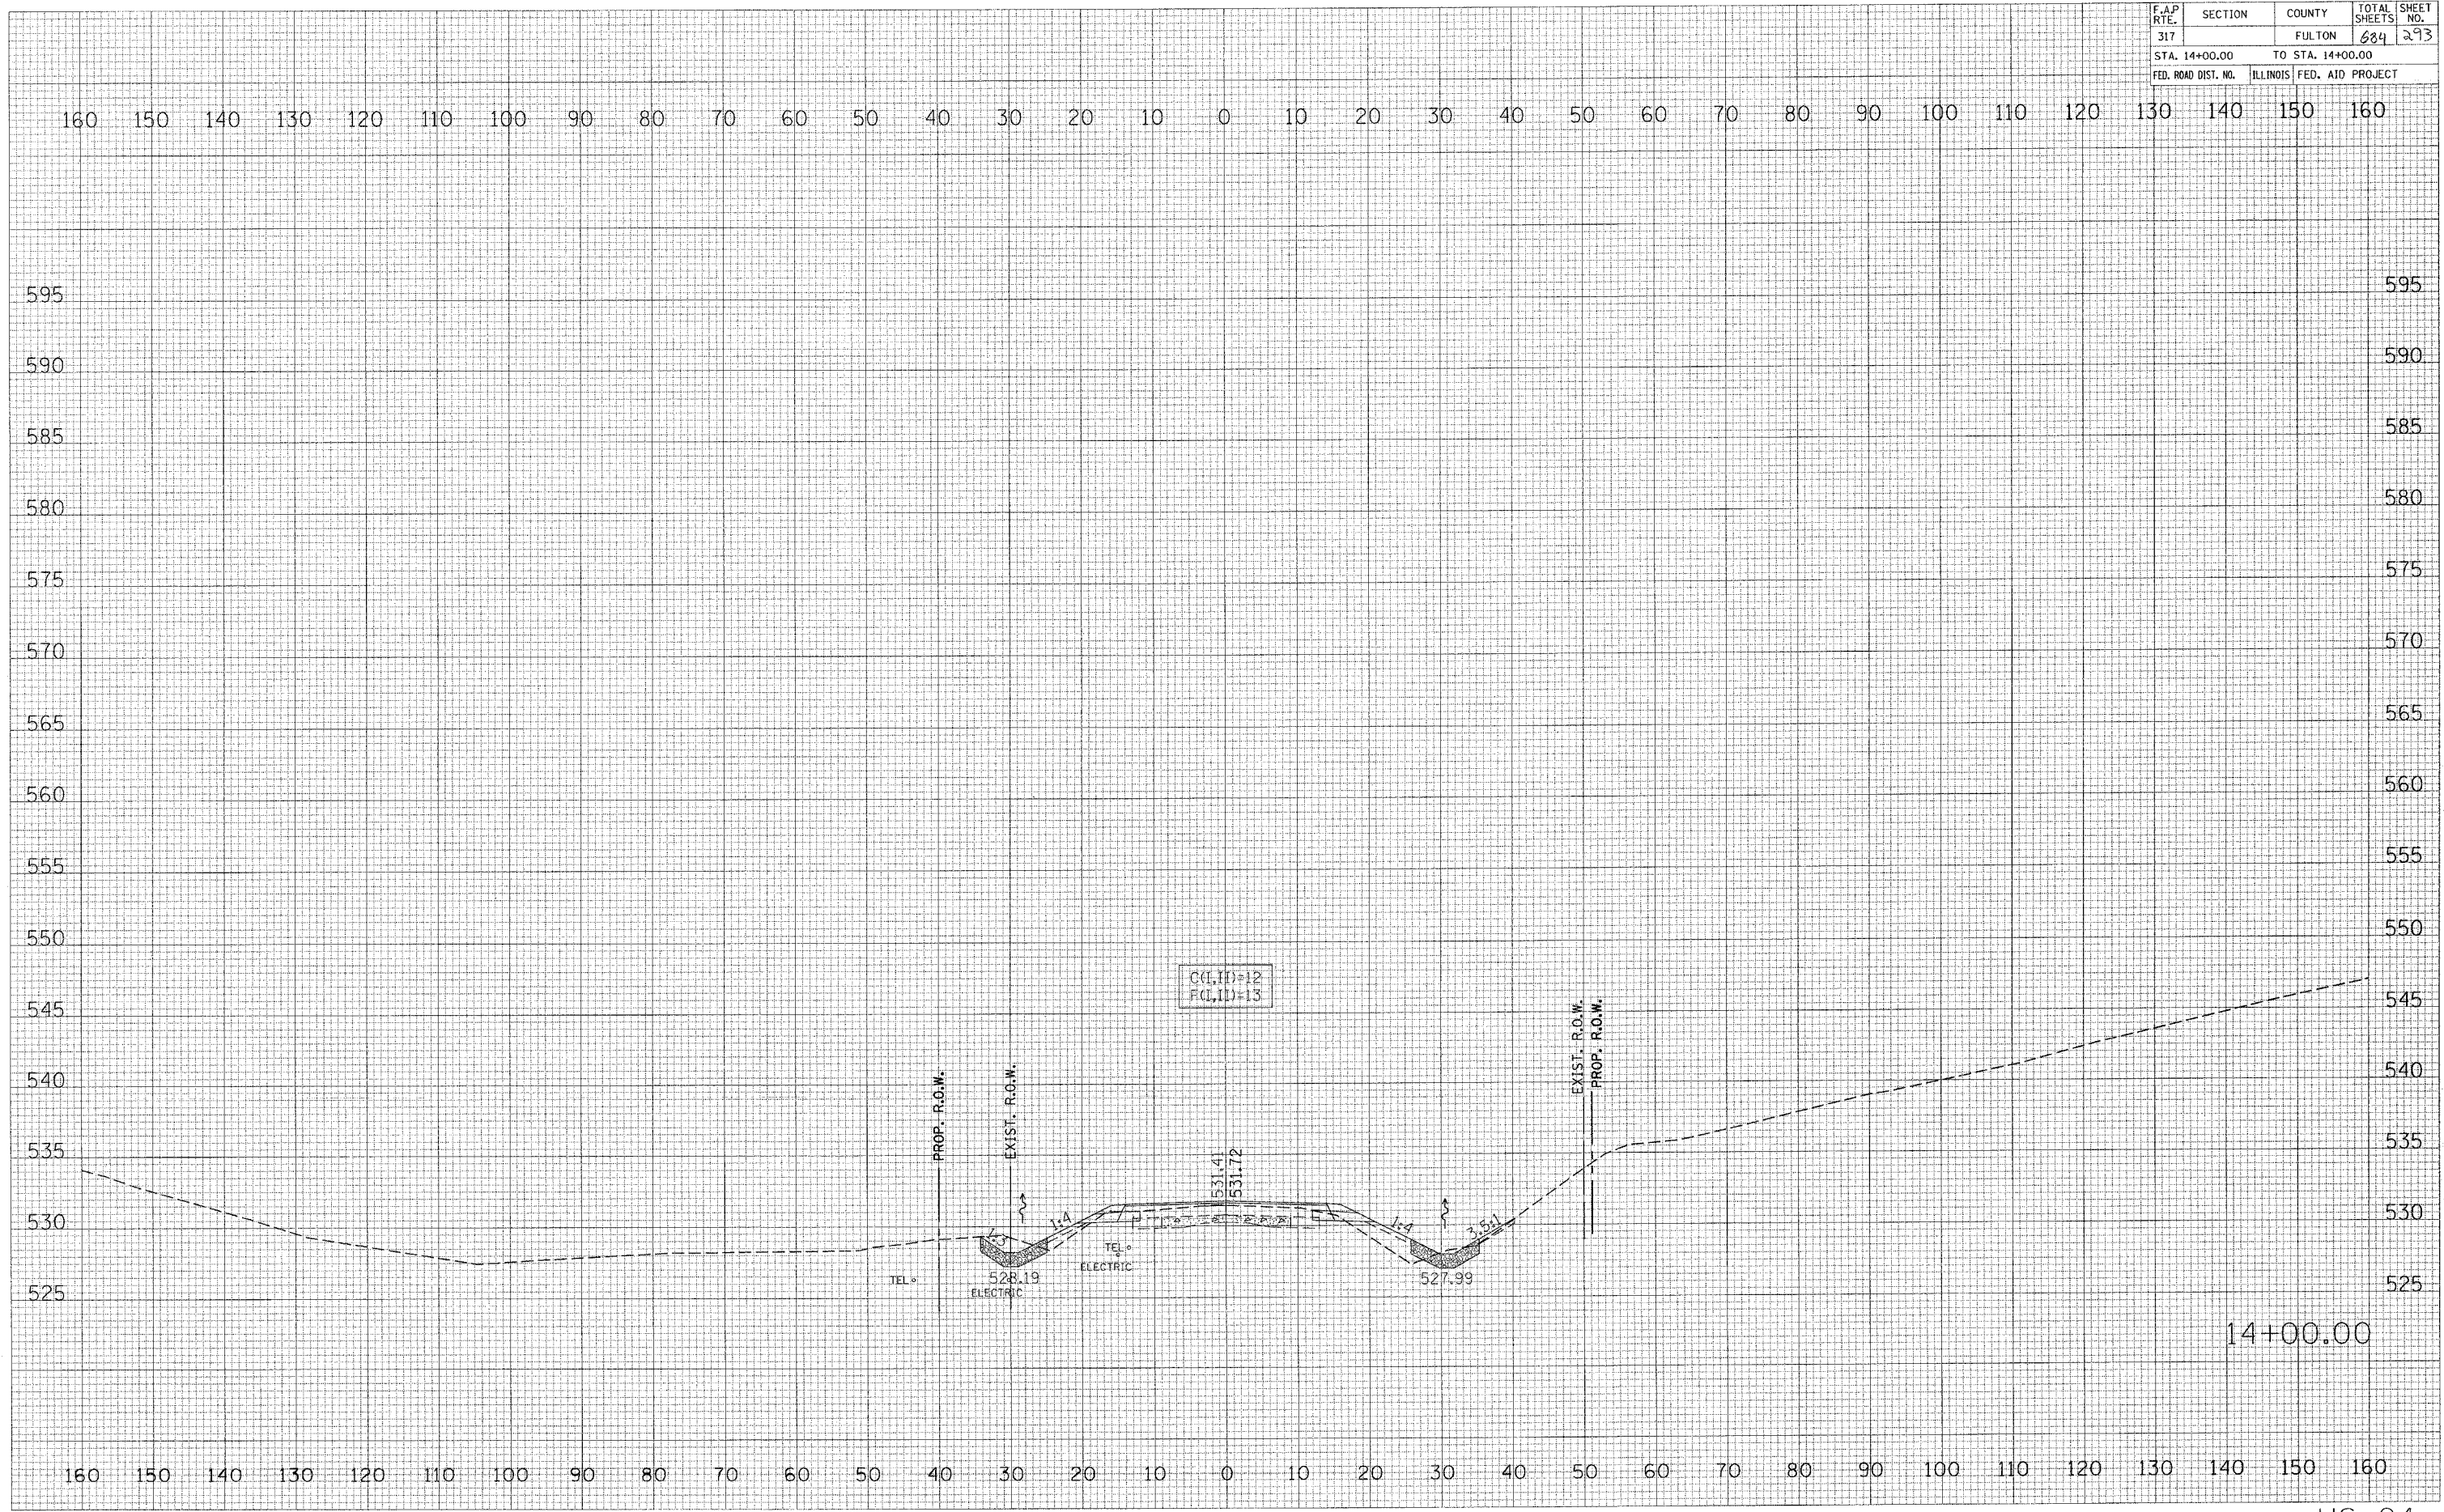 F.A.P RTE. SECTION COUNTY TOTAL SHEETS SHEET NO.
317 FULTON 684 293
STA. 14+00.00 TO STA. 14+00.00
FED. ROAD DIST. NO. ILLINOIS FED. AID PROJECT
160 150 140 130 120 110 100 90 80 70 60 50 40 30 20 10 0 10 20 30 40 50 60 70 80 90 100 110 120 130 140 150 160
595 595
590 590
585 585
580 580
575 575
570 570
565 565
560 560
555 555
550 550
C(I,II)=12
F(I,II)=13
545 545
EXIST. R.O.W.
PROP. R.O.W.
540 540
PROP. R.O.W.
EXIST. R.O.W.
535 535
531.41
531.72
530 530
1:3
1:4
1:4
3.5:1
TEL
ELECTRIC
TEL
528.19
527.99
ELECTRIC
525 525
14+00.00
160 150 140 130 120 110 100 90 80 70 60 50 40 30 20 10 0 10 20 30 40 50 60 70 80 90 100 110 120 130 140 150 160